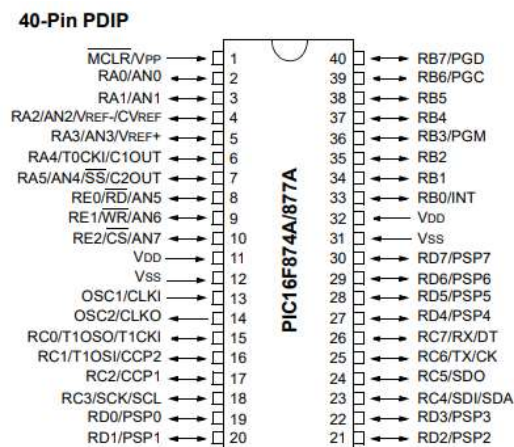 40-Pin PDIP
MCLR/VPP 1 40 RB7/PGD
RA0/AN0 2 39 RB6/PGC
RA1/AN1 3 38 RB5
RA2/AN2/VREF-/CVREF 4 37 RB4
RA3/AN3/VREF+ 5 36 RB3/PGM
RA4/T0CKI/C1OUT 6 35 RB2
RA5/AN4/SS/C2OUT 7 34 RB1
RE0/RD/AN5 8 33 RB0/INT
RE1/WR/AN6 9 32 VDD
RE2/CS/AN7 10 31 VSS
VDD 11 30 RD7/PSP7
VSS 12 29 RD6/PSP6
OSC1/CLKI 13 28 RD5/PSP5
OSC2/CLKO 14 27 RD4/PSP4
RC0/T1OSO/T1CKI 15 26 RC7/RX/DT
RC1/T1OSI/CCP2 16 25 RC6/TX/CK
RC2/CCP1 17 24 RC5/SDO
RC3/SCK/SCL 18 23 RC4/SDI/SDA
RD0/PSP0 19 22 RD3/PSP3
RD1/PSP1 20 21 RD2/PSP2
PIC16F874A/877A